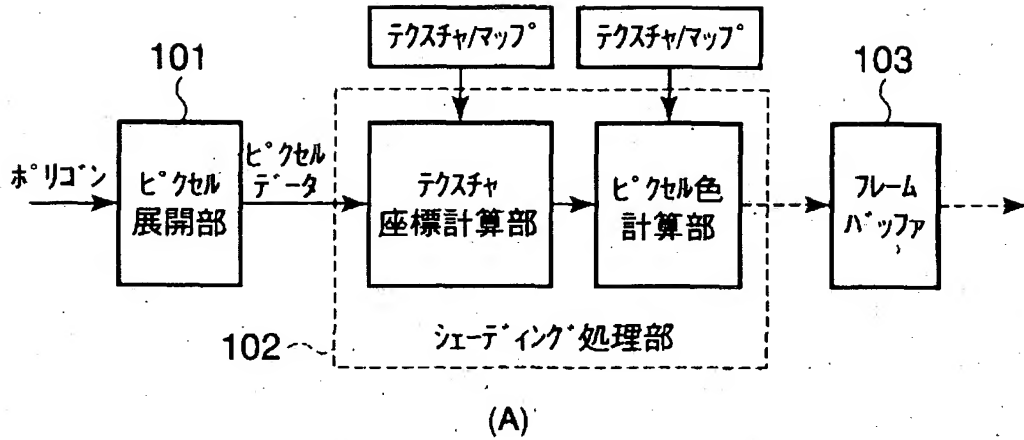 テクスチャ/マップ
テクスチャ/マップ
101
103
ポリゴン
ピクセル
展開部
ピクセル
データ
テクスチャ
座標計算部
ピクセル色
計算部
フレーム
バッファ
102
シェーディング処理部
(A)